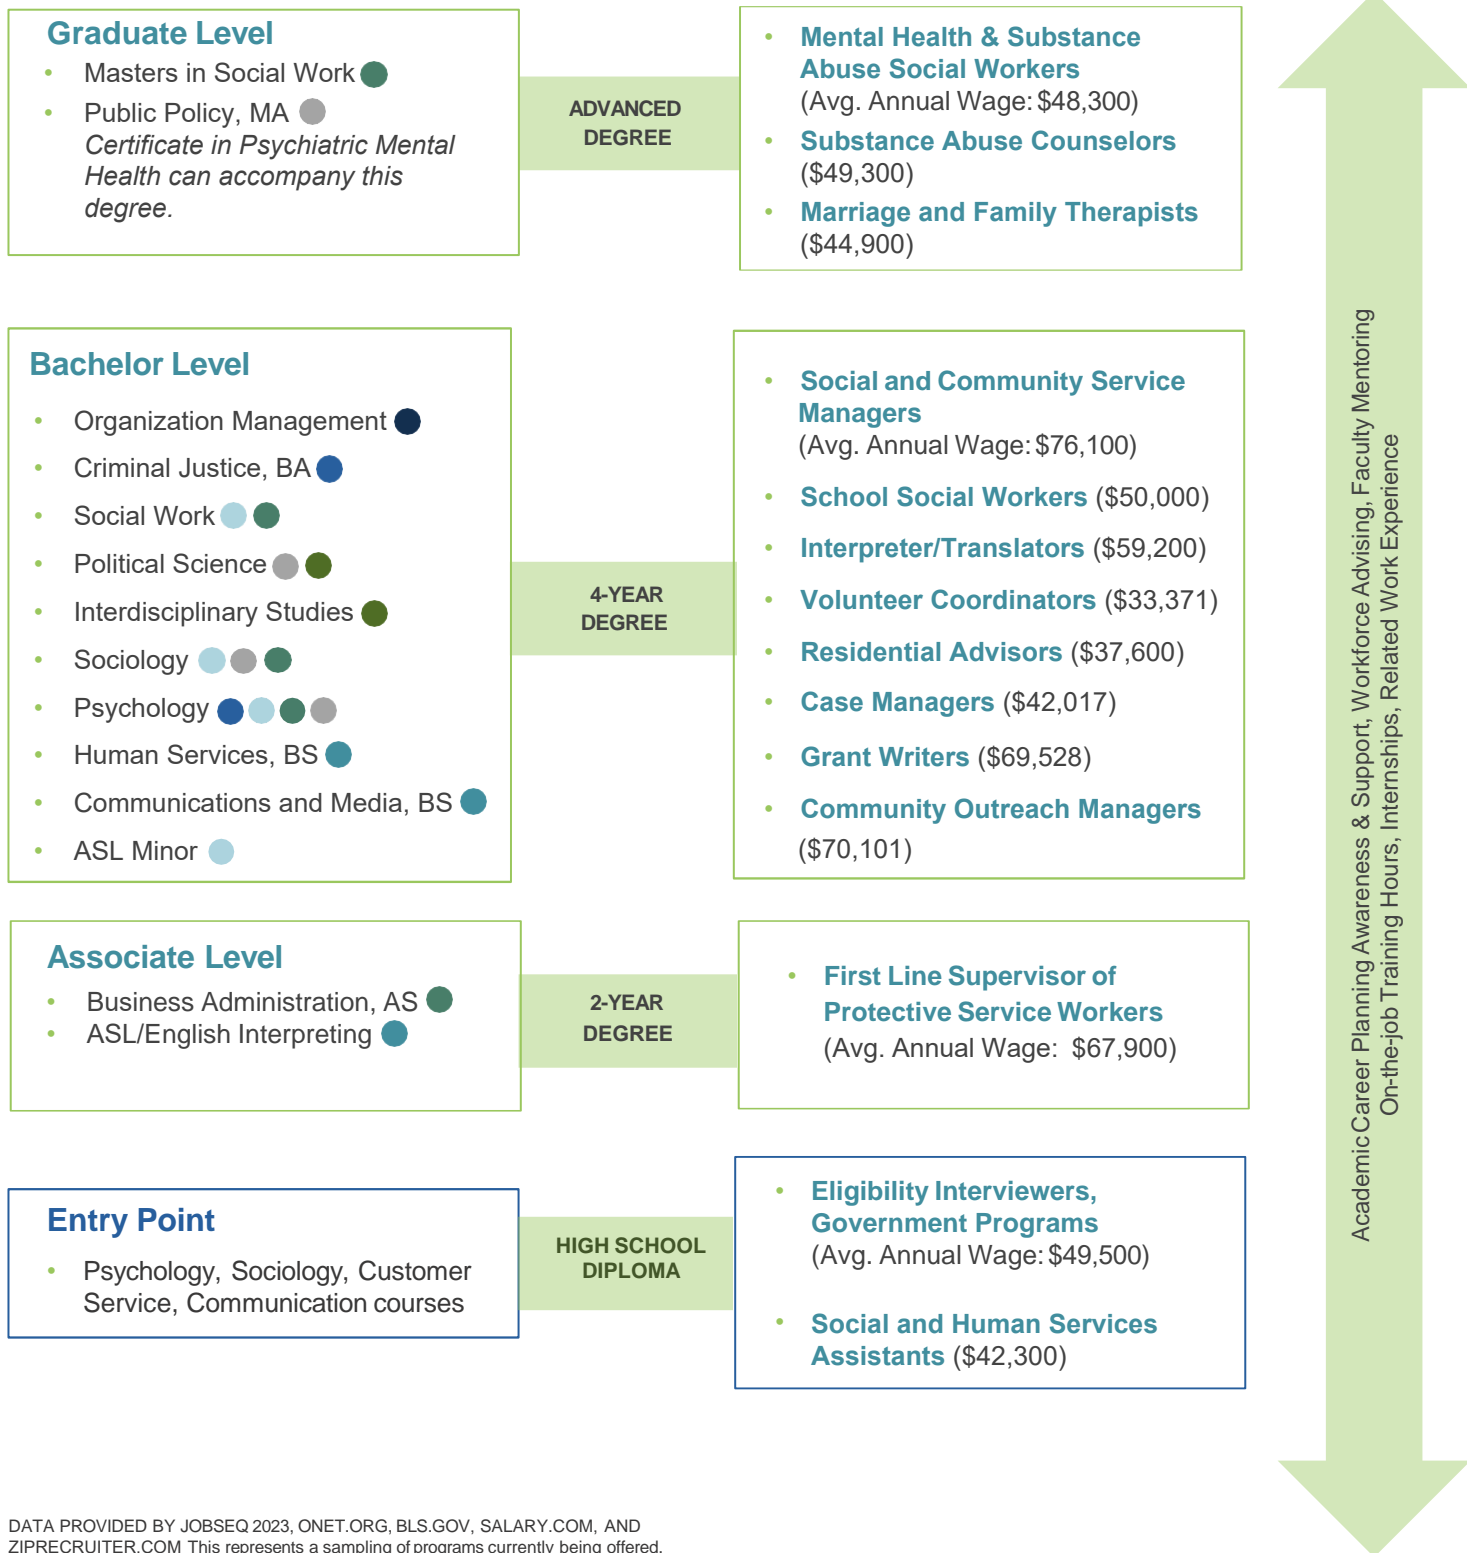 Graduate Level
• Masters in Social Work
• Public Policy, MA
Certificate in Psychiatric Mental
Health can accompany this
degree.
ADVANCED
DEGREE
• Mental Health & Substance
Abuse Social Workers
(Avg. Annual Wage: $48,300)
• Substance Abuse Counselors
($49,300)
• Marriage and Family Therapists
($44,900)
Bachelor Level
• Organization Management
• Criminal Justice, BA
• Social Work
• Political Science
• Interdisciplinary Studies
• Sociology
• Psychology
• Human Services, BS
• Communications and Media, BS
• ASL Minor
4-YEAR
DEGREE
• Social and Community Service
Managers
(Avg. Annual Wage: $76,100)
• School Social Workers ($50,000)
• Interpreter/Translators ($59,200)
• Volunteer Coordinators ($33,371)
• Residential Advisors ($37,600)
• Case Managers ($42,017)
• Grant Writers ($69,528)
• Community Outreach Managers
($70,101)
Associate Level
• Business Administration, AS
• ASL/English Interpreting
2-YEAR
DEGREE
• First Line Supervisor of
Protective Service Workers
(Avg. Annual Wage: $67,900)
Entry Point
• Psychology, Sociology, Customer
Service, Communication courses
HIGH SCHOOL
DIPLOMA
• Eligibility Interviewers,
Government Programs
(Avg. Annual Wage: $49,500)
• Social and Human Services
Assistants ($42,300)
Academic Career Planning Awareness & Support, Workforce Advising, Faculty Mentoring
On-the-job Training Hours, Internships, Related Work Experience
DATA PROVIDED BY JOBSEQ 2023, ONET.ORG, BLS.GOV, SALARY.COM, AND
ZIPRECRUITER.COM This represents a sampling of programs currently being offered.